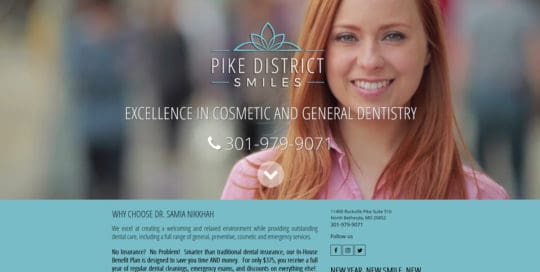 PIKE DISTRICT
SMILES
EXCELLENCE IN COSMETIC AND GENERAL DENTISTRY
301-979-9071
WHY CHOOSE DR. SAMIA NIKKHAH
We excel at creating a welcoming and relaxed environment while providing outstanding
dental care, including a full range of general, preventive, cosmetic and emergency services.
No Insurance? No Problem! Smarter than traditional dental insurance, our In-House
Benefit Plan is designed to save you time AND money. For only $375, you receive a full
year of regular dental cleanings, emergency exams, and discounts on everything else!
11400 Rockville Pike Suite 510
North Bethesda, MD 20852
301-979-9071
Follow us
NEW YEAR, NEW SMILE, NEW